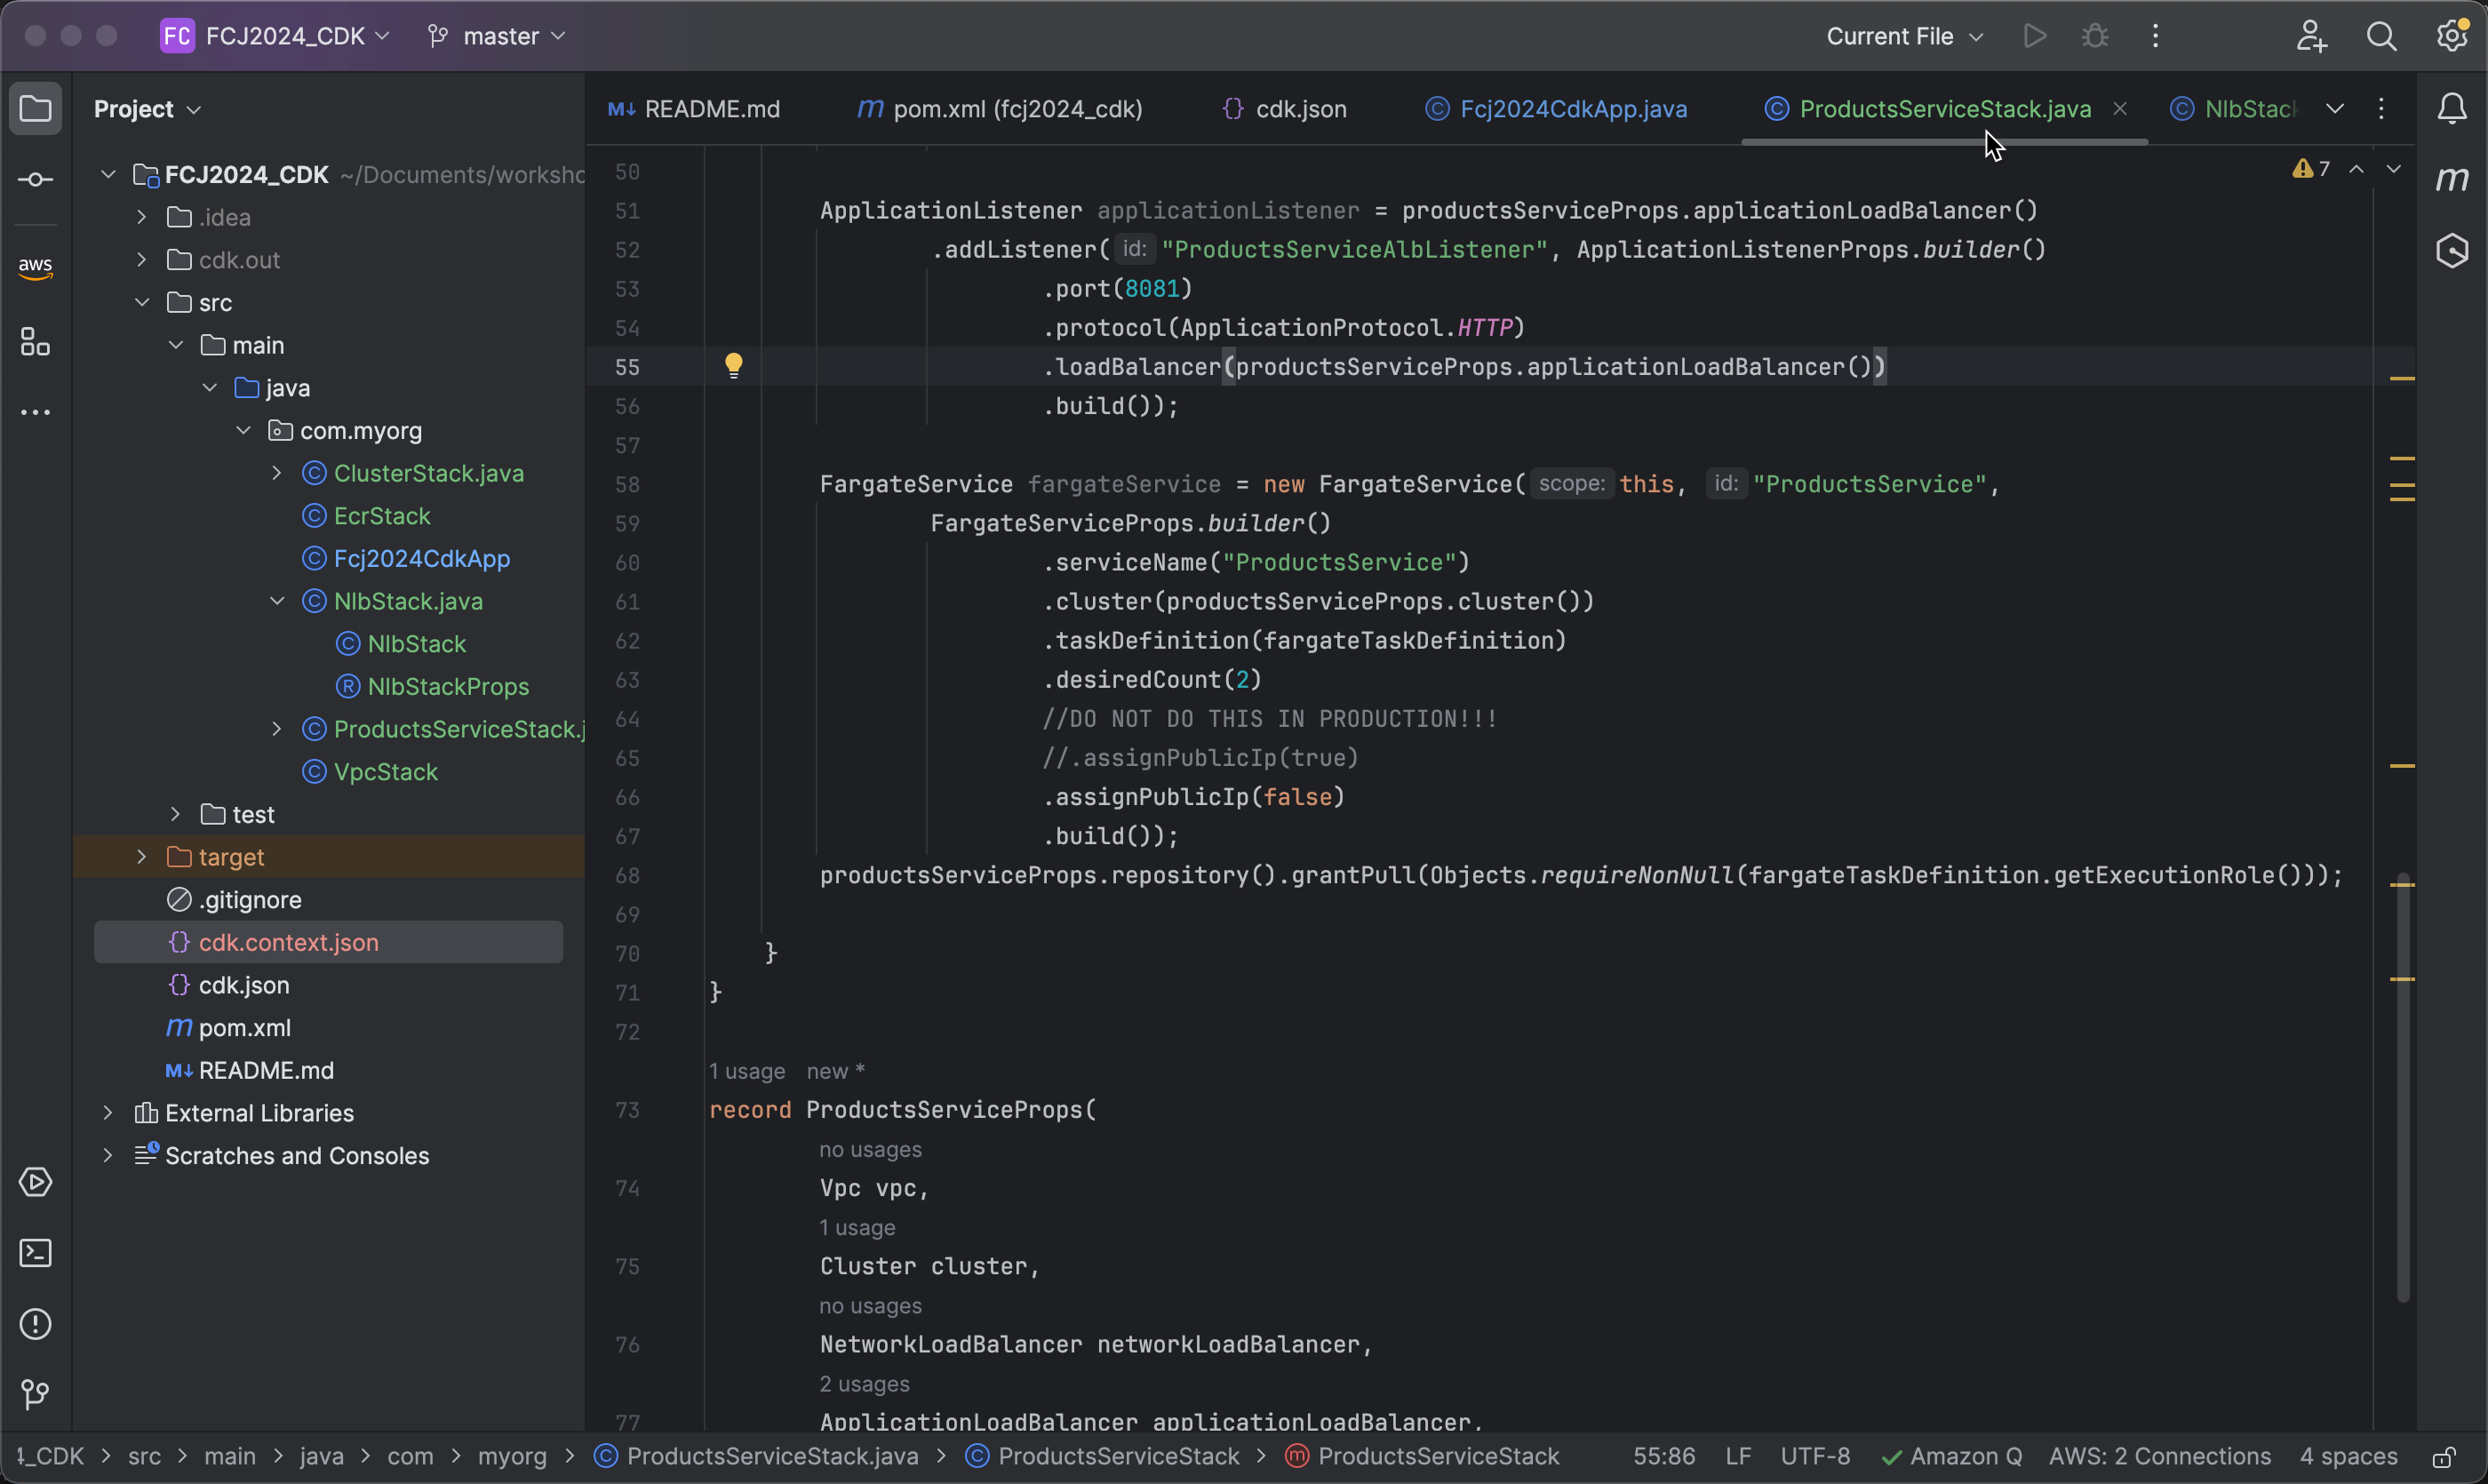 FC FCJ2024_CDK master Current File
Project
FCJ2024_CDK ~/Documents/worksho
.idea
cdk.out
aws
src
main
java
com.myorg
ClusterStack.java
EcrStack
Fcj2024CdkApp
NlbStack.java
NlbStack
NlbStackProps
ProductsServiceStack.j
VpcStack
test
target
.gitignore
cdk.context.json
cdk.json
pom.xml
README.md
External Libraries
Scratches and Consoles
README.md pom.xml (fcj2024_cdk) cdk.json Fcj2024CdkApp.java ProductsServiceStack.java NlbStack
7
50
51 ApplicationListener applicationListener = productsServiceProps.applicationLoadBalancer()
52 .addListener( id: "ProductsServiceAlbListener", ApplicationListenerProps.builder()
53 .port(8081)
54 .protocol(ApplicationProtocol.HTTP)
55 .loadBalancer(productsServiceProps.applicationLoadBalancer())
56 .build());
57
58 FargateService fargateService = new FargateService( scope: this, id: "ProductsService",
59 FargateServiceProps.builder()
60 .serviceName("ProductsService")
61 .cluster(productsServiceProps.cluster())
62 .taskDefinition(fargateTaskDefinition)
63 .desiredCount(2)
64 //DO NOT DO THIS IN PRODUCTION!!!
65 //.assignPublicIp(true)
66 .assignPublicIp(false)
67 .build());
68 productsServiceProps.repository().grantPull(Objects.requireNonNull(fargateTaskDefinition.getExecutionRole()));
69
70 }
71 }
72
1 usage new *
73 record ProductsServiceProps(
no usages
74 Vpc vpc,
1 usage
75 Cluster cluster,
no usages
76 NetworkLoadBalancer networkLoadBalancer,
2 usages
77 ApplicationLoadBalancer applicationLoadBalancer,
4_CDK > src > main > java > com > myorg > ProductsServiceStack.java > ProductsServiceStack > ProductsServiceStack 55:86 LF UTF-8 Amazon Q AWS: 2 Connections 4 spaces